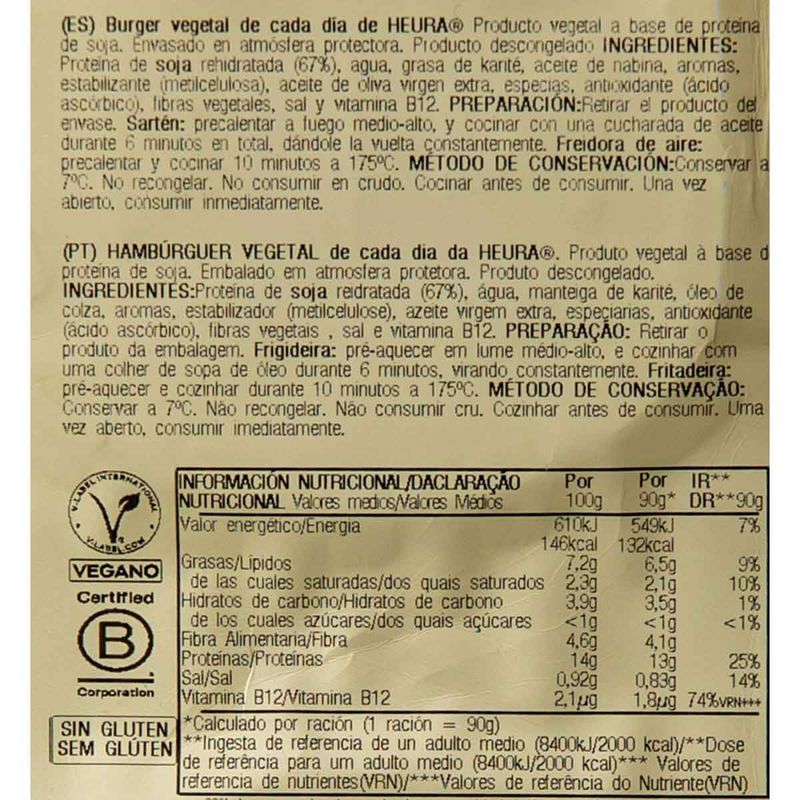 (ES) Burger vegetal de cada día de HEURA® Producto vegetal a base de proteína
de soja. Envasado en atmósfera protectora. Producto descongelado INGREDIENTES:
Proteína de soja rehidratada (67%), agua, grasa de karité, aceite de nabina, aromas,
estabilizante (metilcelulosa), aceite de oliva virgen extra, especias, antioxidante (ácido
ascórbico), fibras vegetales, sal y vitamina B12. PREPARACIÓN:Retirar el producto del
envase. Sartén: precalentar a fuego medio-alto, y cocinar con una cucharada de aceite
durante 6 minutos en total, dándole la vuelta constantemente. Freidora de aire:
precalentar y cocinar 10 minutos a 175ºC. MÉTODO DE CONSERVACIÓN:Conservar a
7ºC. No recongelar. No consumir en crudo. Cocinar antes de consumir. Una vez
abierto, consumir inmediatamente.
(PT) HAMBÚRGUER VEGETAL de cada dia da HEURA®. Produto vegetal à base d
proteína de soja. Embalado em atmosfera protetora. Produto descongelado.
INGREDIENTES:Proteína de soja reidratada (67%), água, manteiga de karité, óleo de
colza, aromas, estabilizador (metilcelulose), azeite virgem extra, especiarias, antioxidante
(ácido ascórbico), fibras vegetais , sal e vitamina B12. PREPARAÇÃO: Retirar o
produto da embalagem. Frigideira: pré-aquecer em lume médio-alto, e cozinhar com
uma colher de sopa de óleo durante 6 minutos, virando constantemente. Fritadeira:
pré-aquecer e cozinhar durante 10 minutos a 175ºC. MÉTODO DE CONSERVAÇÃO:
Conservar a 7ºC. Não recongelar. Não consumir cru. Cozinhar antes de consumir. Uma
vez aberto, consumir imediatamente.
V-LABEL INTERNATIONAL
V-LABEL.COM
VEGANO
Certified
B
Corporation
SIN GLUTEN
SEM GLÚTEN
INFORMACIÓN NUTRICIONAL/DACLARAÇÃO Por Por IR**
NUTRICIONAL Valores medios/Valores Médios 100g 90g* DR**90g
Valor energético/Energia 610kJ 549kJ 7%
146kcal 132kcal
Grasas/Lípidos 7,2g 6,5g 9%
de las cuales saturadas/dos quais saturados 2,3g 2,1g 10%
Hidratos de carbono/Hidratos de carbono 3,9g 3,5g 1%
de los cuales azúcares/dos quais açúcares <1g <1g <1%
Fibra Alimentaria/Fibra 4,6g 4,1g
Proteínas/Proteínas 14g 13g 25%
Sal/Sal 0,92g 0,83g 14%
Vitamina B12/Vitamina B12 2,1µg 1,8µg 74%VRN***
*Calculado por ración (1 ración = 90g)
**Ingesta de referencia de un adulto medio (8400kJ/2000 kcal)/**Dose
de referência para um adulto médio (8400kJ/2000 kcal)*** Valores de
referencia de nutrientes(VRN)/***Valores de referência do Nutriente(VRN)